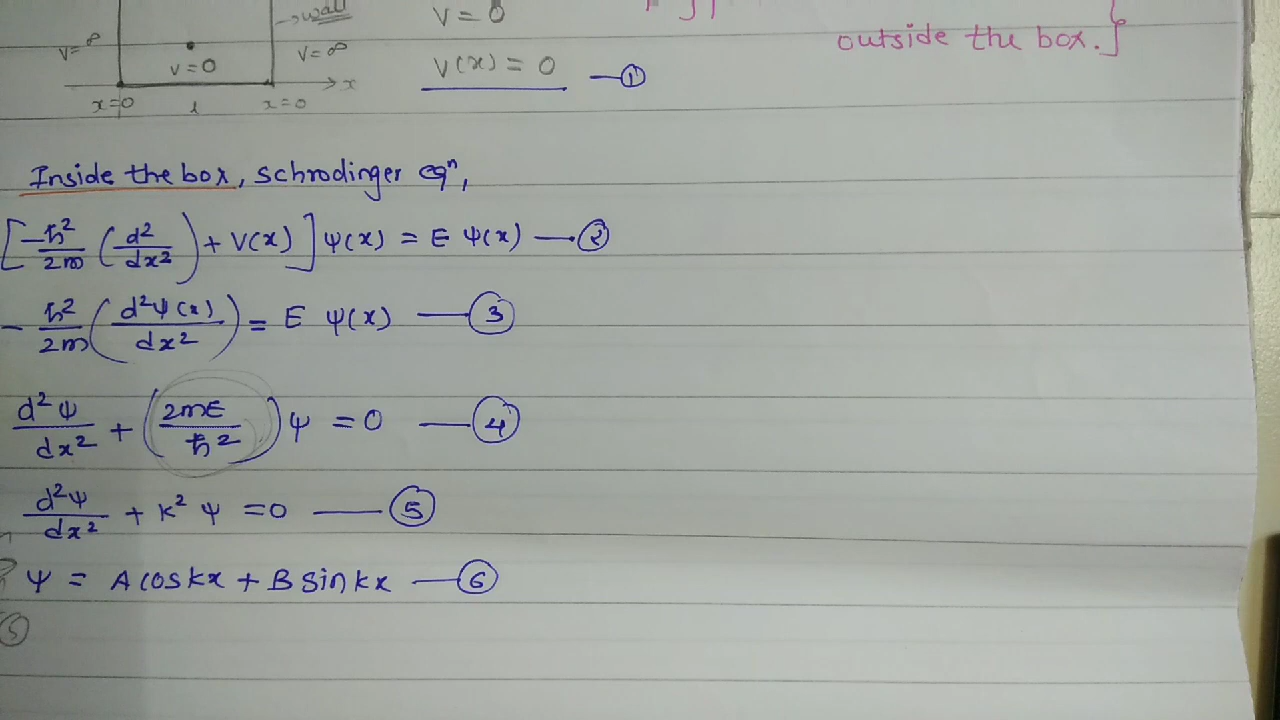 →wall
V = 0
outside the box.}
V=∞
V=0
V=∞
V(x) = 0 —①
x
x=0
l
x=0
Inside the box, schrodinger eqⁿ,
[-ħ²/2m (d²/dx²) + V(x)] ψ(x) = E ψ(x) —②
- ħ²/2m (d²ψ(x)/dx²) = E ψ(x) —③
d²ψ/dx² + (2mE/ħ²) ψ = 0 —④
d²ψ/dx² + k² ψ = 0 —⑤
ψ = A cos kx + B sin kx —⑥
⑤